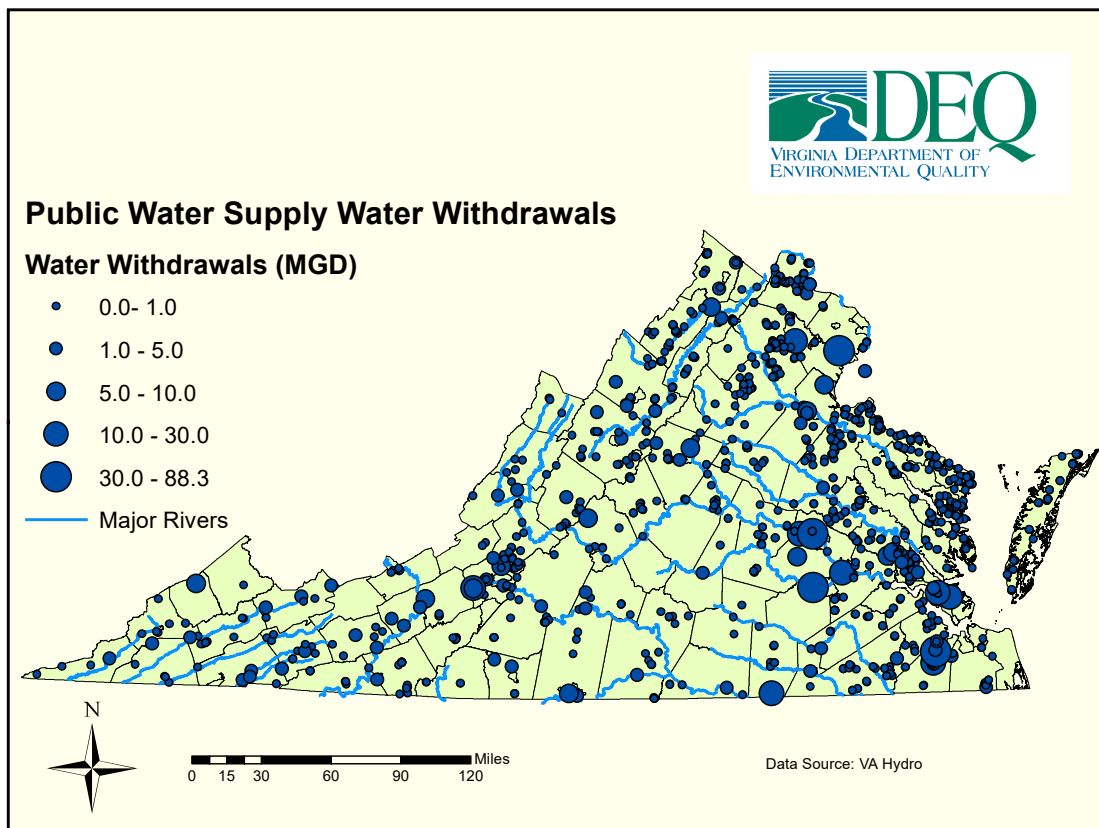 DEQ
VIRGINIA DEPARTMENT OF
ENVIRONMENTAL QUALITY
Public Water Supply Water Withdrawals
Water Withdrawals (MGD)
0.0- 1.0
1.0 - 5.0
5.0 - 10.0
10.0 - 30.0
30.0 - 88.3
Major Rivers
N
Miles
0 15 30 60 90 120
Data Source: VA Hydro